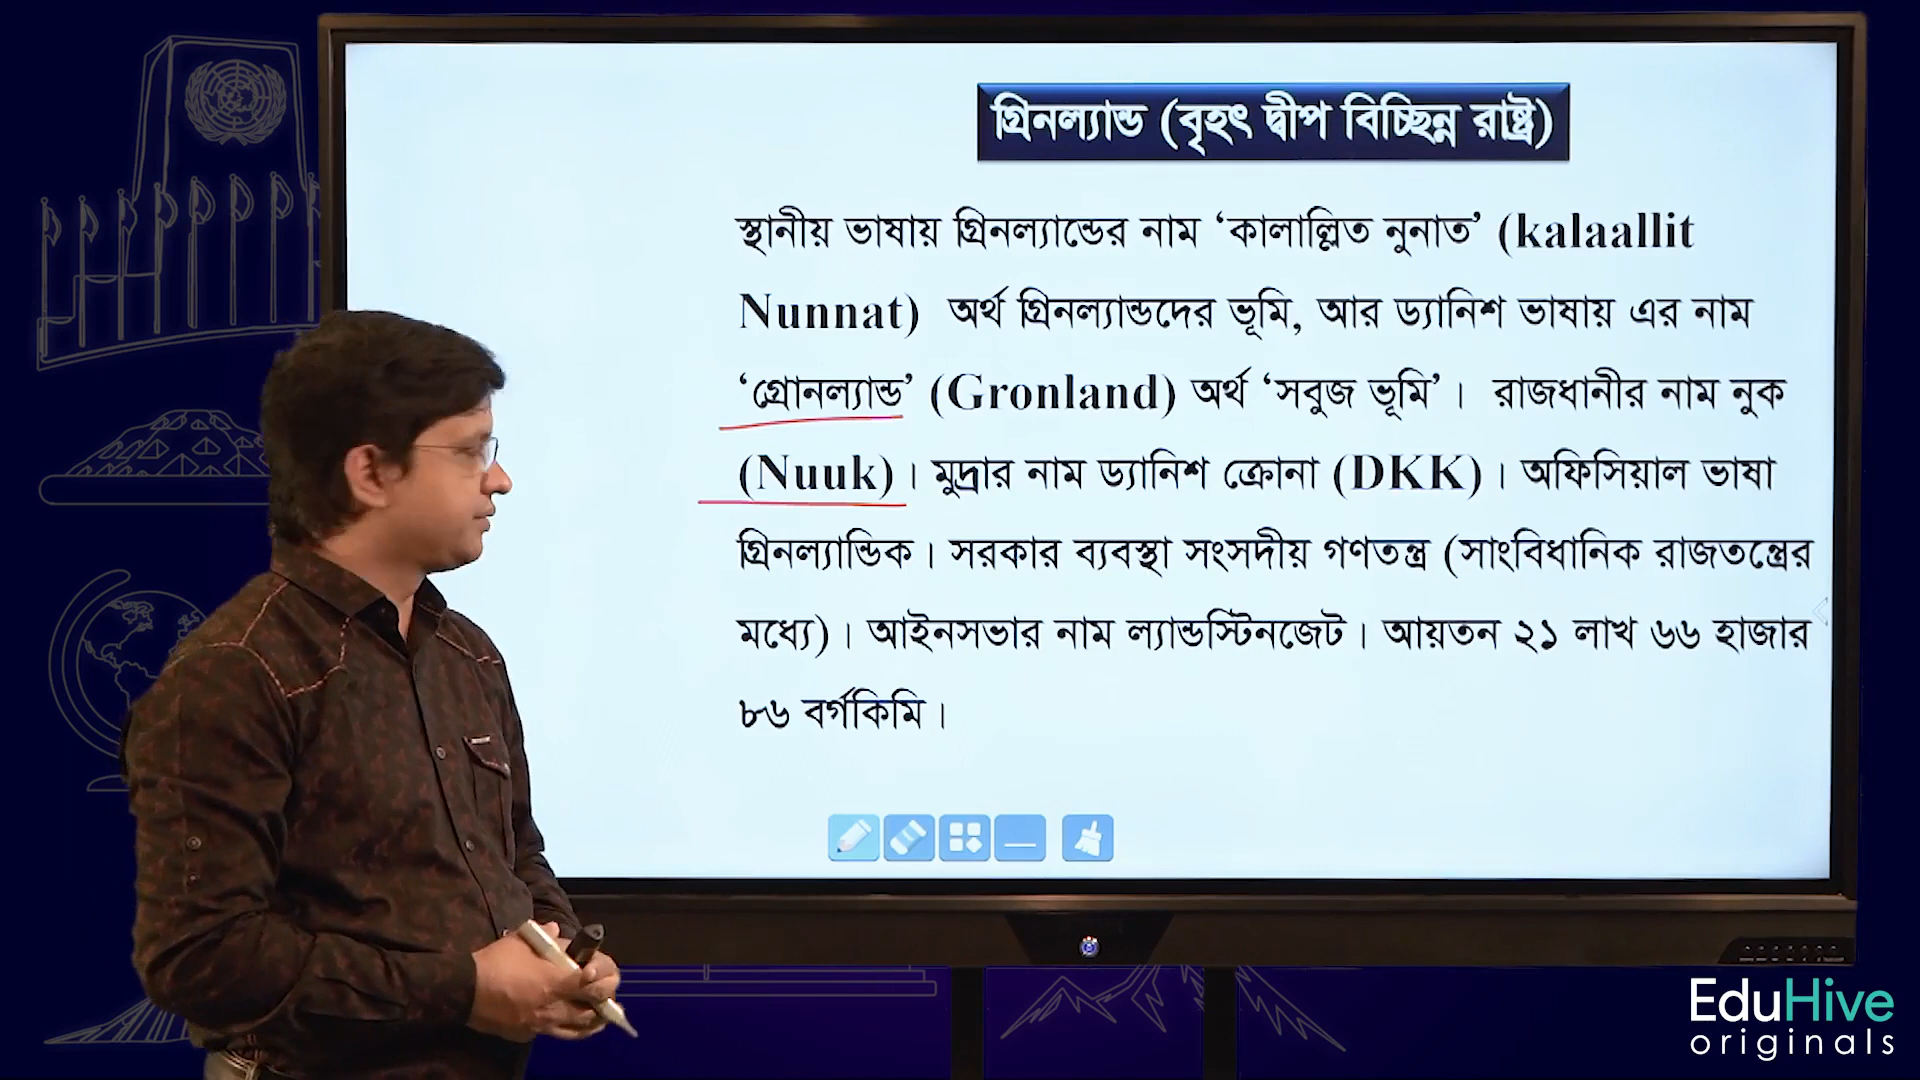 গ্রিনল্যান্ড (বৃহৎ দ্বীপ বিচ্ছিন্ন রাষ্ট্র)
স্থানীয় ভাষায় গ্রিনল্যান্ডের নাম ‘কালাল্লিত নুনাত’ (kalaallit
Nunnat) অর্থ গ্রিনল্যান্ডদের ভূমি, আর ড্যানিশ ভাষায় এর নাম
‘গ্রোনল্যান্ড’ (Gronland) অর্থ ‘সবুজ ভূমি’। রাজধানীর নাম নুক
(Nuuk)। মুদ্রার নাম ড্যানিশ ক্রোনা (DKK)। অফিসিয়াল ভাষা
গ্রিনল্যান্ডিক। সরকার ব্যবস্থা সংসদীয় গণতন্ত্র (সাংবিধানিক রাজতন্ত্রের
মধ্যে)। আইনসভার নাম ল্যান্ডস্টিনজেট। আয়তন ২১ লাখ ৬৬ হাজার
৮৬ বর্গকিমি।
EduHive
originals